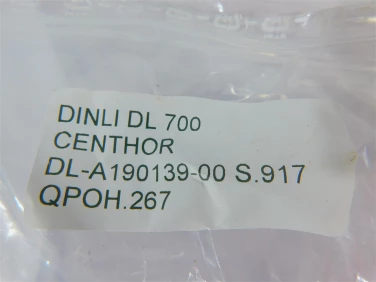 DINLI DL 700
CENTHOR
DL-A190139-00 S.917
QPOH.267